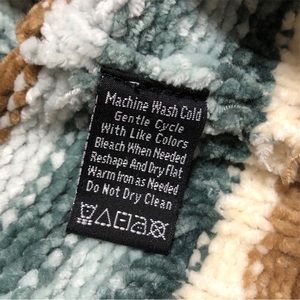 Machine Wash Cold
Gentle Cycle
With Like Colors
Bleach When Needed
Reshape And Dry Flat
Warm Iron as Needed
Do Not Dry Clean